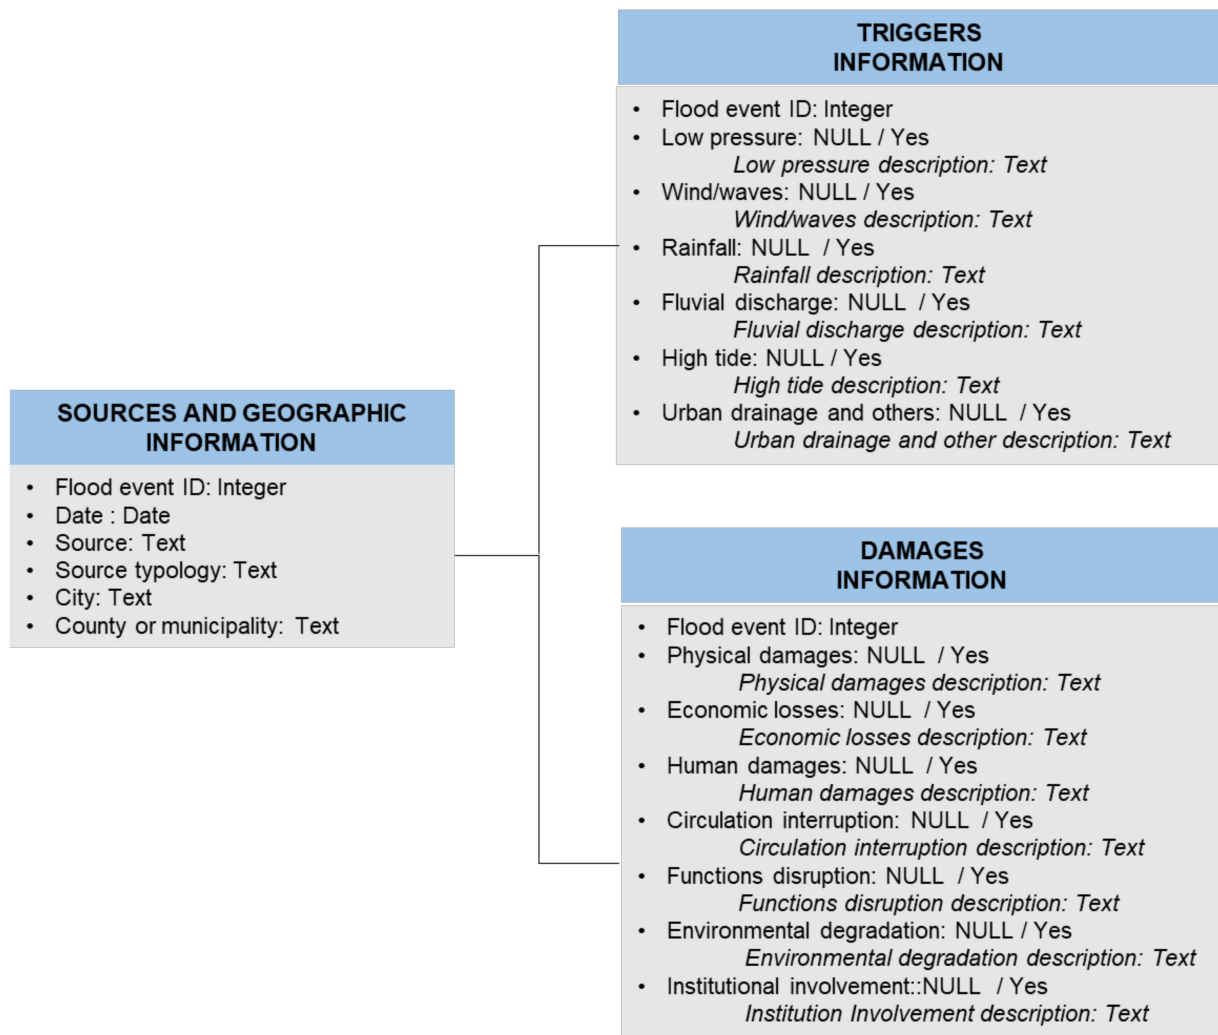 TRIGGERS
INFORMATION
• Flood event ID: Integer
• Low pressure: NULL / Yes
Low pressure description: Text
• Wind/waves: NULL / Yes
Wind/waves description: Text
• Rainfall: NULL / Yes
Rainfall description: Text
• Fluvial discharge: NULL / Yes
Fluvial discharge description: Text
• High tide: NULL / Yes
High tide description: Text
• Urban drainage and others: NULL / Yes
Urban drainage and other description: Text
SOURCES AND GEOGRAPHIC
INFORMATION
• Flood event ID: Integer
• Date : Date
• Source: Text
• Source typology: Text
• City: Text
• County or municipality: Text
DAMAGES
INFORMATION
• Flood event ID: Integer
• Physical damages: NULL / Yes
Physical damages description: Text
• Economic losses: NULL / Yes
Economic losses description: Text
• Human damages: NULL / Yes
Human damages description: Text
• Circulation interruption: NULL / Yes
Circulation interruption description: Text
• Functions disruption: NULL / Yes
Functions disruption description: Text
• Environmental degradation: NULL / Yes
Environmental degradation description: Text
• Institutional involvement::NULL / Yes
Institution Involvement description: Text